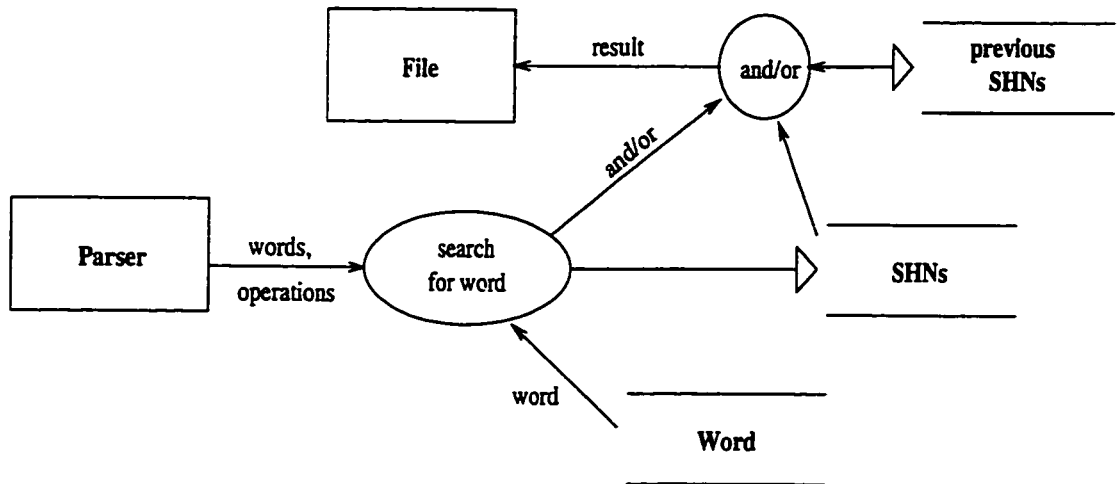 File
result
and/or
previous
SHNs
and/or
Parser
words,
operations
search
for word
SHNs
word
Word